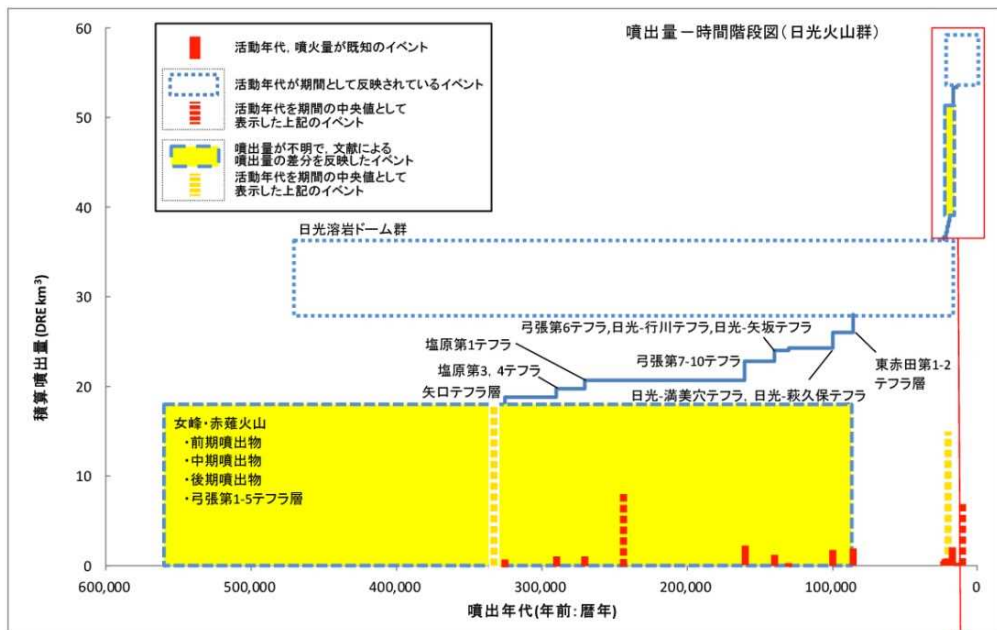 噴出量－時間階段図(日光火山群)
活動年代，噴火量が既知のイベント
活動年代が期間として反映されているイベント
活動年代を期間の中央値として
表示した上記のイベント
噴出量が不明で，文献による
噴出量の差分を反映したイベント
活動年代を期間の中央値として
表示した上記のイベント
積算噴出量(DRE km³)
60
50
40
30
20
10
0
日光溶岩ドーム群
弓張第6テフラ,日光-行川テフラ,日光-矢坂テフラ
塩原第1テフラ
塩原第3，4テフラ
矢口テフラ層
弓張第7-10テフラ
日光-満美穴テフラ，日光-萩久保テフラ
東赤田第1-2
テフラ層
女峰・赤薙火山
・前期噴出物
・中期噴出物
・後期噴出物
・弓張第1-5テフラ層
600,000
500,000
400,000
300,000
200,000
100,000
0
噴出年代(年前：暦年)